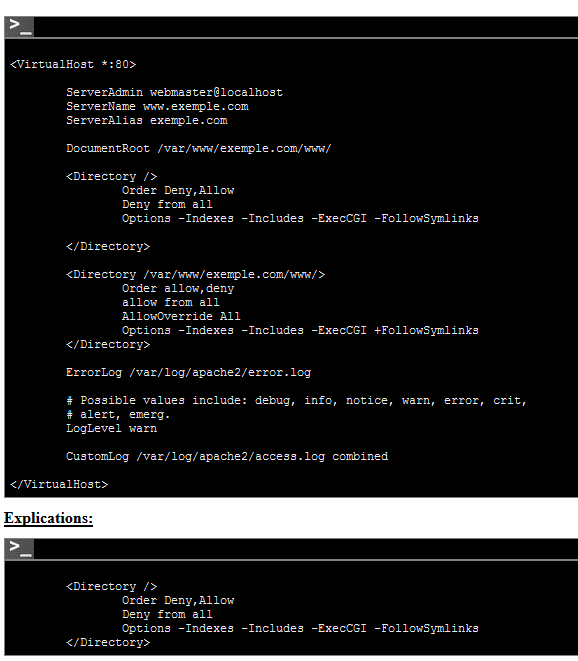 >_
<VirtualHost *:80>
ServerAdmin webmaster@localhost
ServerName www.exemple.com
ServerAlias exemple.com
DocumentRoot /var/www/exemple.com/www/
<Directory />
Order Deny,Allow
Deny from all
Options -Indexes -Includes -ExecCGI -FollowSymlinks
</Directory>
<Directory /var/www/exemple.com/www/>
Order allow,deny
allow from all
AllowOverride All
Options -Indexes -Includes -ExecCGI +FollowSymlinks
</Directory>
ErrorLog /var/log/apache2/error.log
# Possible values include: debug, info, notice, warn, error, crit,
# alert, emerg.
LogLevel warn
CustomLog /var/log/apache2/access.log combined
</VirtualHost>
Explications:
>_
<Directory />
Order Deny,Allow
Deny from all
Options -Indexes -Includes -ExecCGI -FollowSymlinks
</Directory>